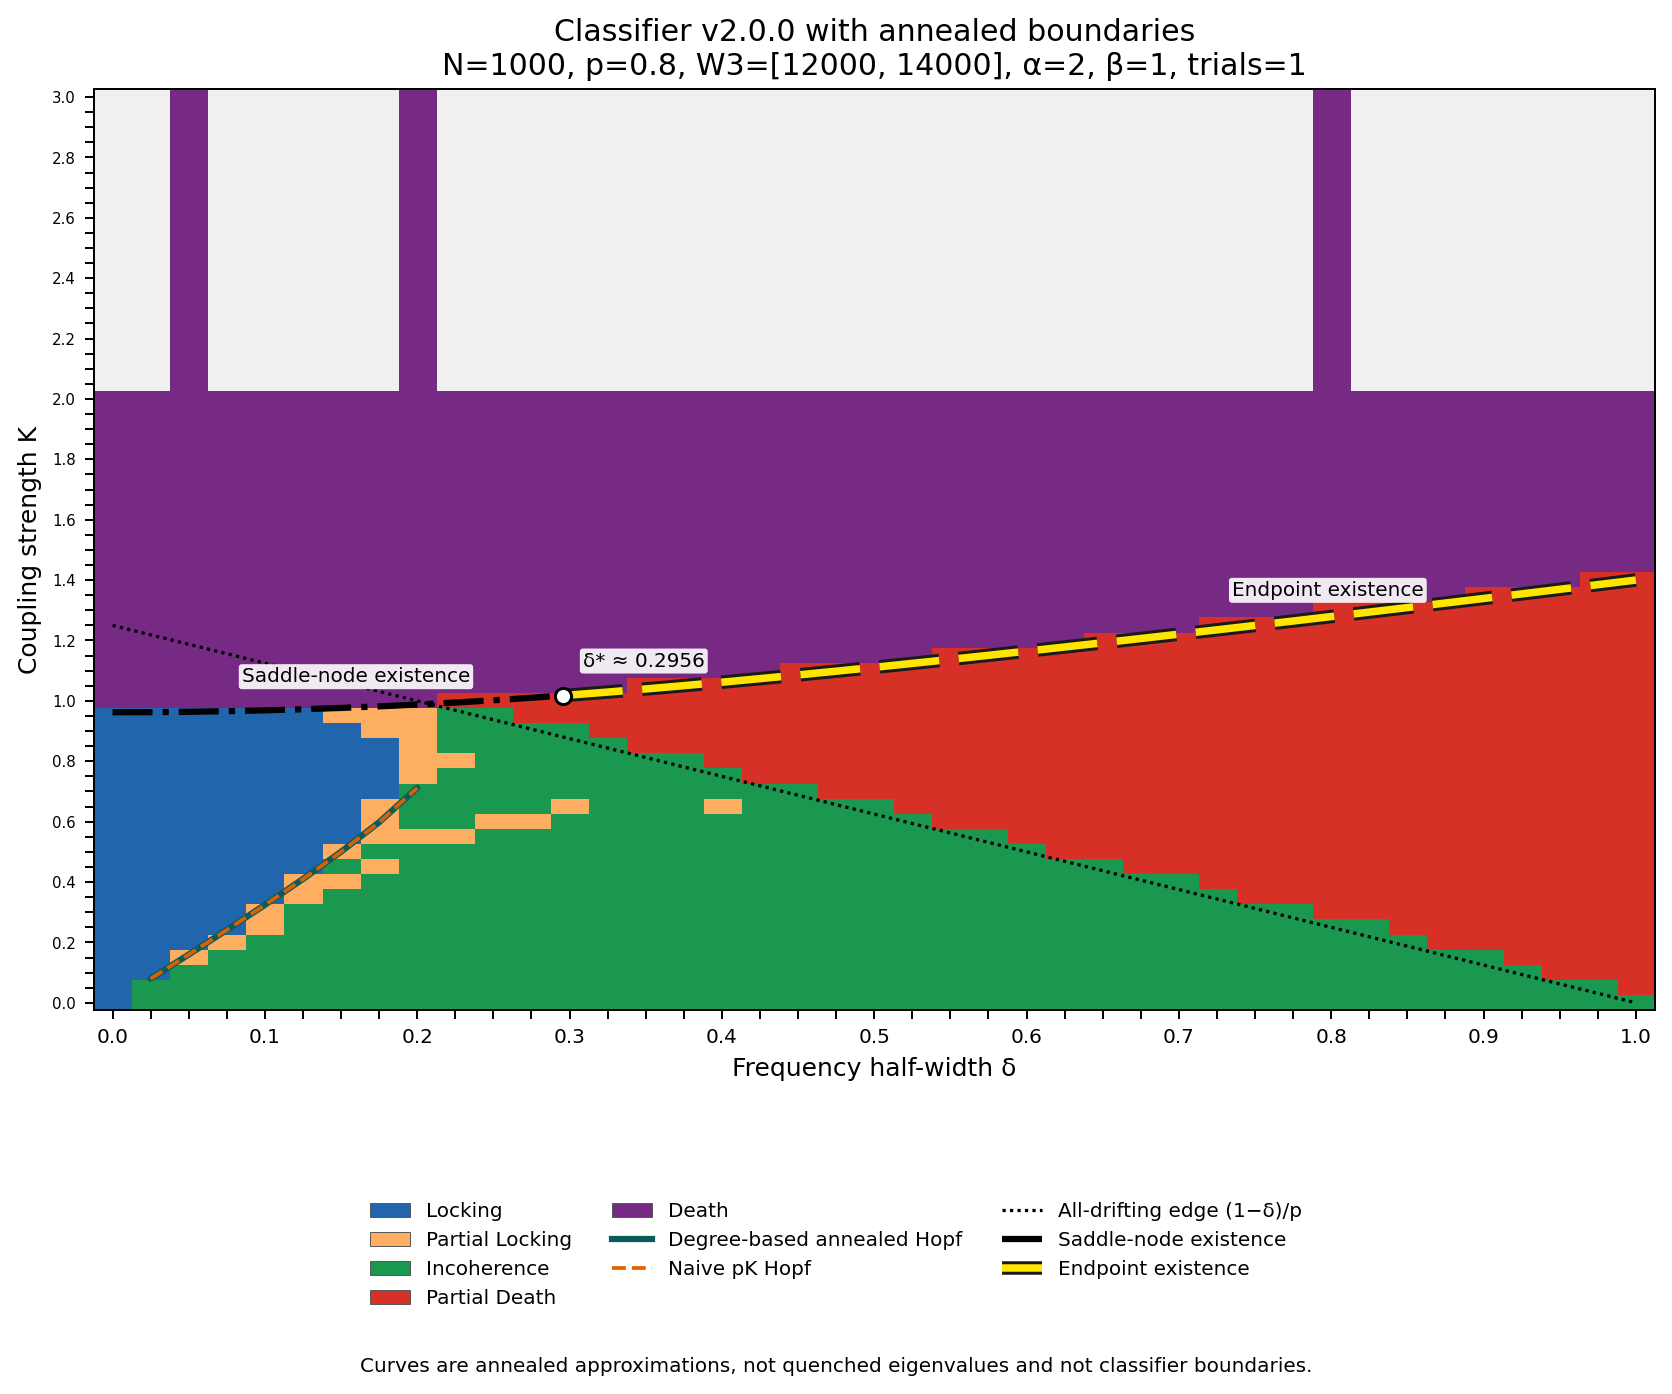 Classifier v2.0.0 with annealed boundaries
N=1000, p=0.8, W3=[12000, 14000], α=2, β=1, trials=1
Coupling strength K
3.0
2.8
2.6
2.4
2.2
2.0
1.8
1.6
1.4
1.2
1.0
0.8
0.6
0.4
0.2
0.0
Endpoint existence
δ* ≈ 0.2956
Saddle-node existence
0.0 0.1 0.2 0.3 0.4 0.5 0.6 0.7 0.8 0.9 1.0
Frequency half-width δ
Locking
Partial Locking
Incoherence
Partial Death
Death
Degree-based annealed Hopf
Naive pK Hopf
All-drifting edge (1−δ)/p
Saddle-node existence
Endpoint existence
Curves are annealed approximations, not quenched eigenvalues and not classifier boundaries.